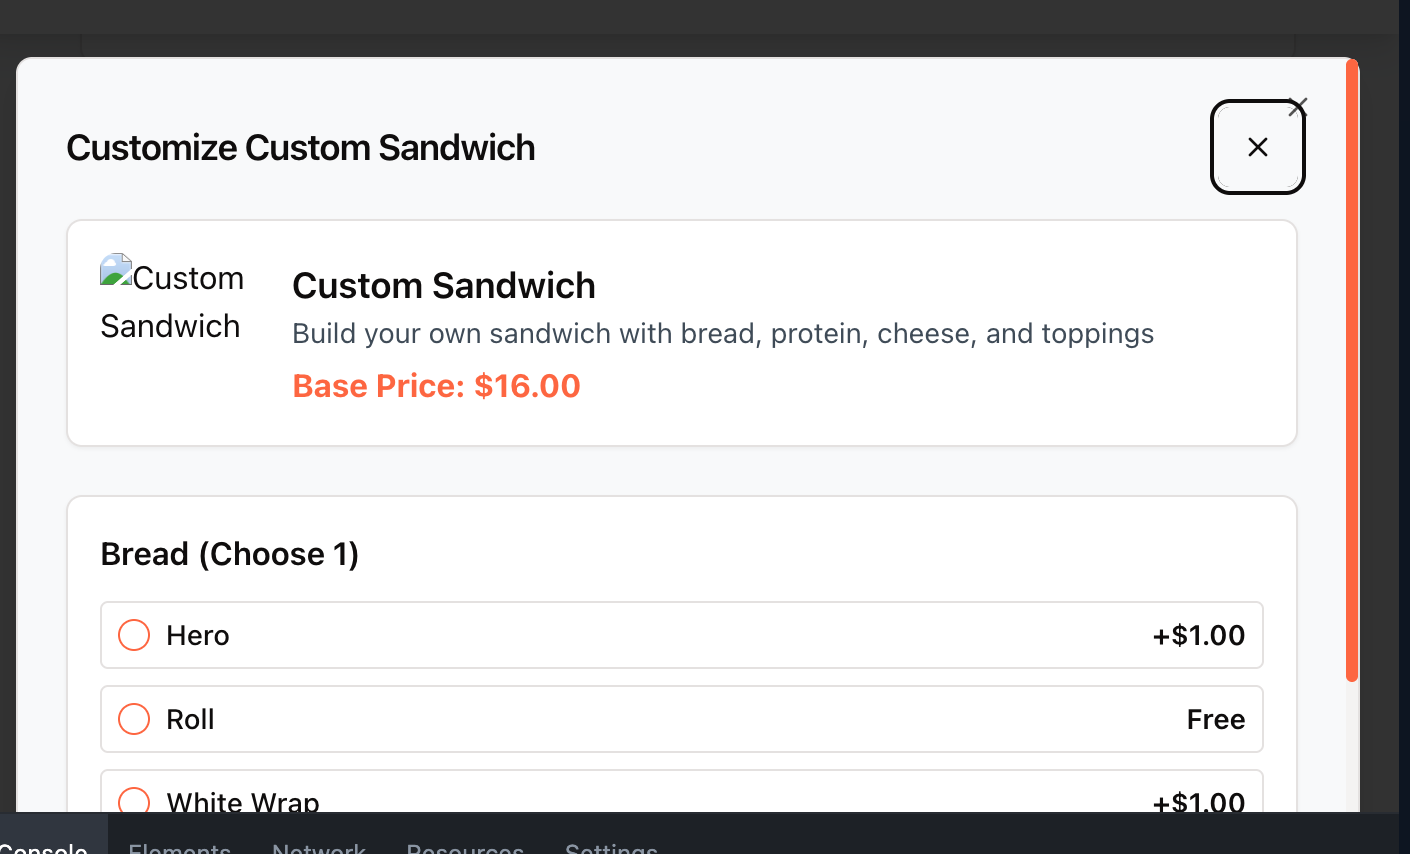 Customize Custom Sandwich
Custom
Sandwich
Custom Sandwich
Build your own sandwich with bread, protein, cheese, and toppings
Base Price: $16.00
Bread (Choose 1)
Hero +$1.00
Roll Free
White Wrap +$1.00
Console Elements Network Resources Settings